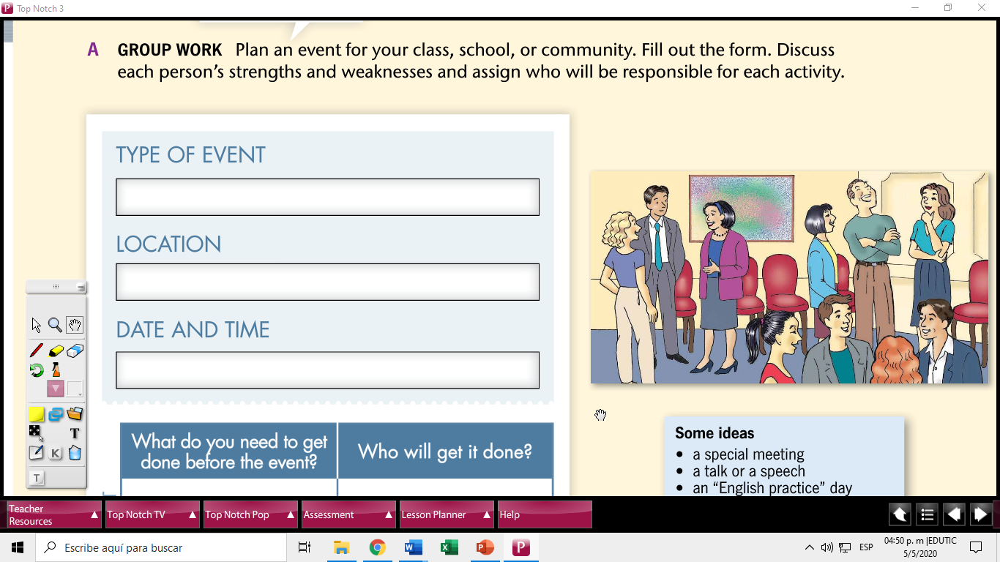 Top Notch 3
A GROUP WORK Plan an event for your class, school, or community. Fill out the form. Discuss
each person's strengths and weaknesses and assign who will be responsible for each activity.
TYPE OF EVENT
LOCATION
DATE AND TIME
What do you need to get
done before the event?
Who will get it done?
Some ideas
• a special meeting
• a talk or a speech
• an “English practice” day
T
K
T
Teacher
Resources
Top Notch TV
Top Notch Pop
Assessment
Lesson Planner
Help
Escribe aquí para buscar
ESP
04:50 p. m |EDUTIC
5/5/2020